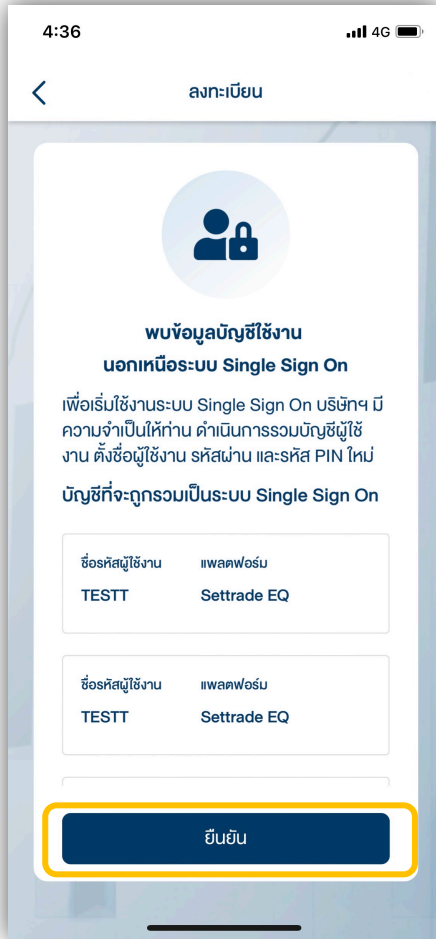 4:36
4G
ลงทะเบียน
พบข้อมูลบัญชีใช้งาน
นอกเหนือระบบ Single Sign On
เพื่อเริ่มใช้งานระบบ Single Sign On บริษัทฯ มี
ความจำเป็นให้ท่าน ดำเนินการรวมบัญชีผู้ใช้
งาน ตั้งชื่อผู้ใช้งาน รหัสผ่าน และรหัส PIN ใหม่
บัญชีที่จะถูกรวมเป็นระบบ Single Sign On
ชื่อรหัสผู้ใช้งาน แพลตฟอร์ม
TESTT Settrade EQ
ชื่อรหัสผู้ใช้งาน แพลตฟอร์ม
TESTT Settrade EQ
ยืนยัน